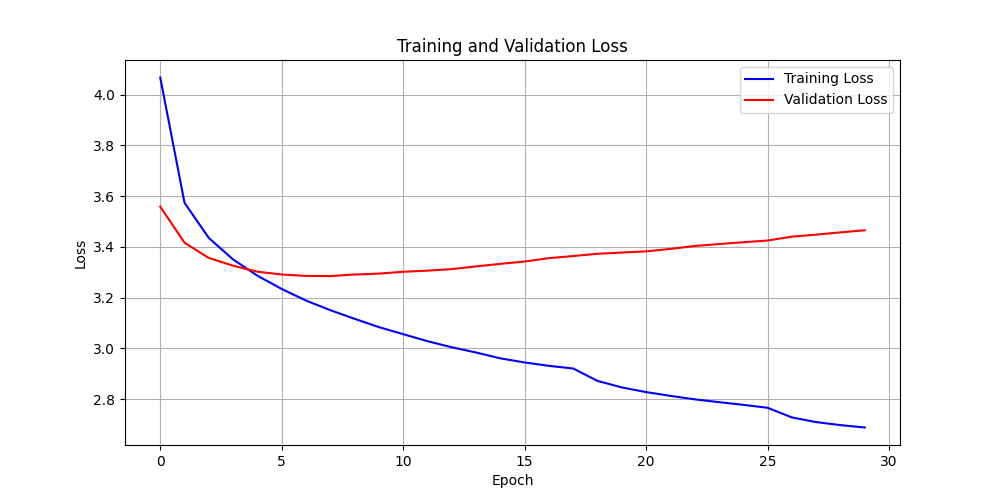 Training and Validation Loss
Training Loss
Validation Loss
4.0
3.8
3.6
3.4
3.2
3.0
2.8
Loss
0 5 10 15 20 25 30
Epoch